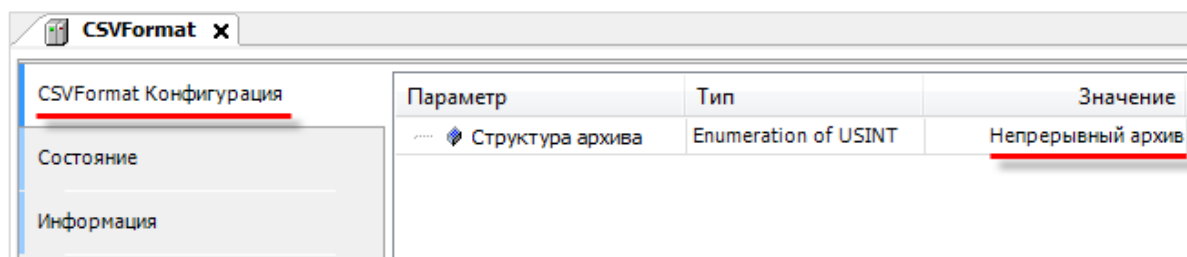 CSVFormat x
CSVFormat Конфигурация
Состояние
Информация
Параметр Тип Значение
Структура архива Enumeration of USINT Непрерывный архив